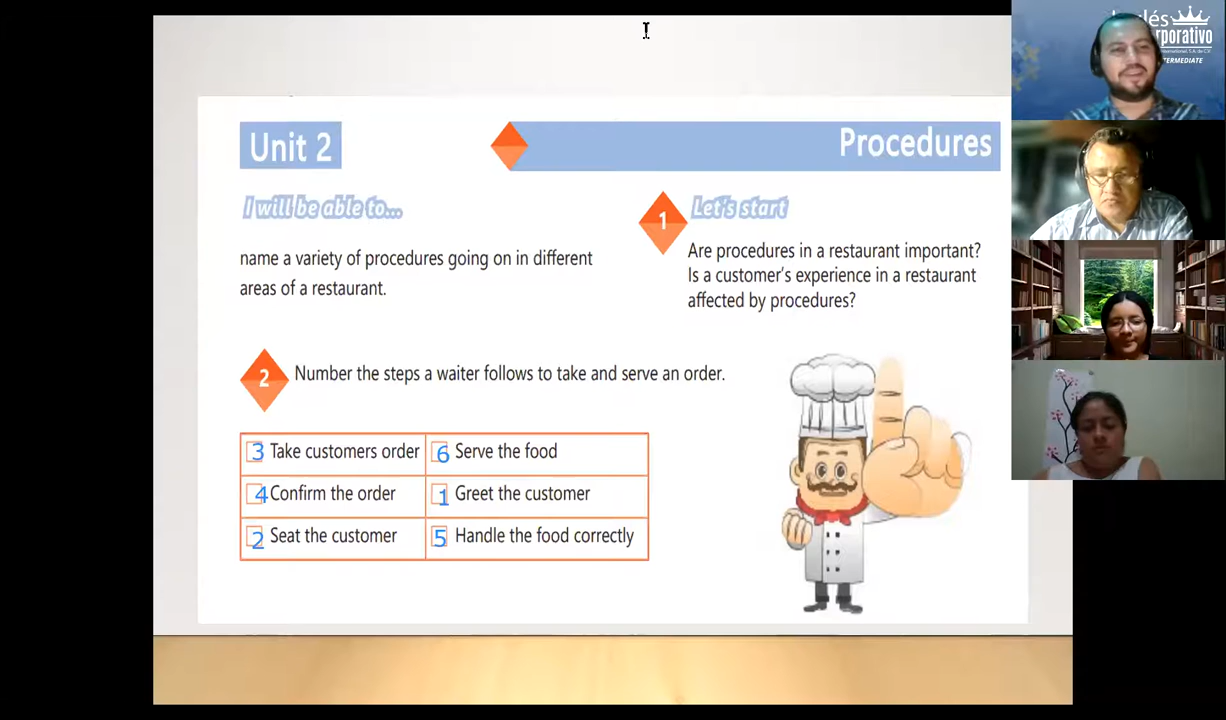 Unit 2
Procedures
I will be able to...
name a variety of procedures going on in different
areas of a restaurant.
1
Let's start
Are procedures in a restaurant important?
Is a customer's experience in a restaurant
affected by procedures?
2
Number the steps a waiter follows to take and serve an order.
3 Take customers order
6 Serve the food
4 Confirm the order
1 Greet the customer
2 Seat the customer
5 Handle the food correctly